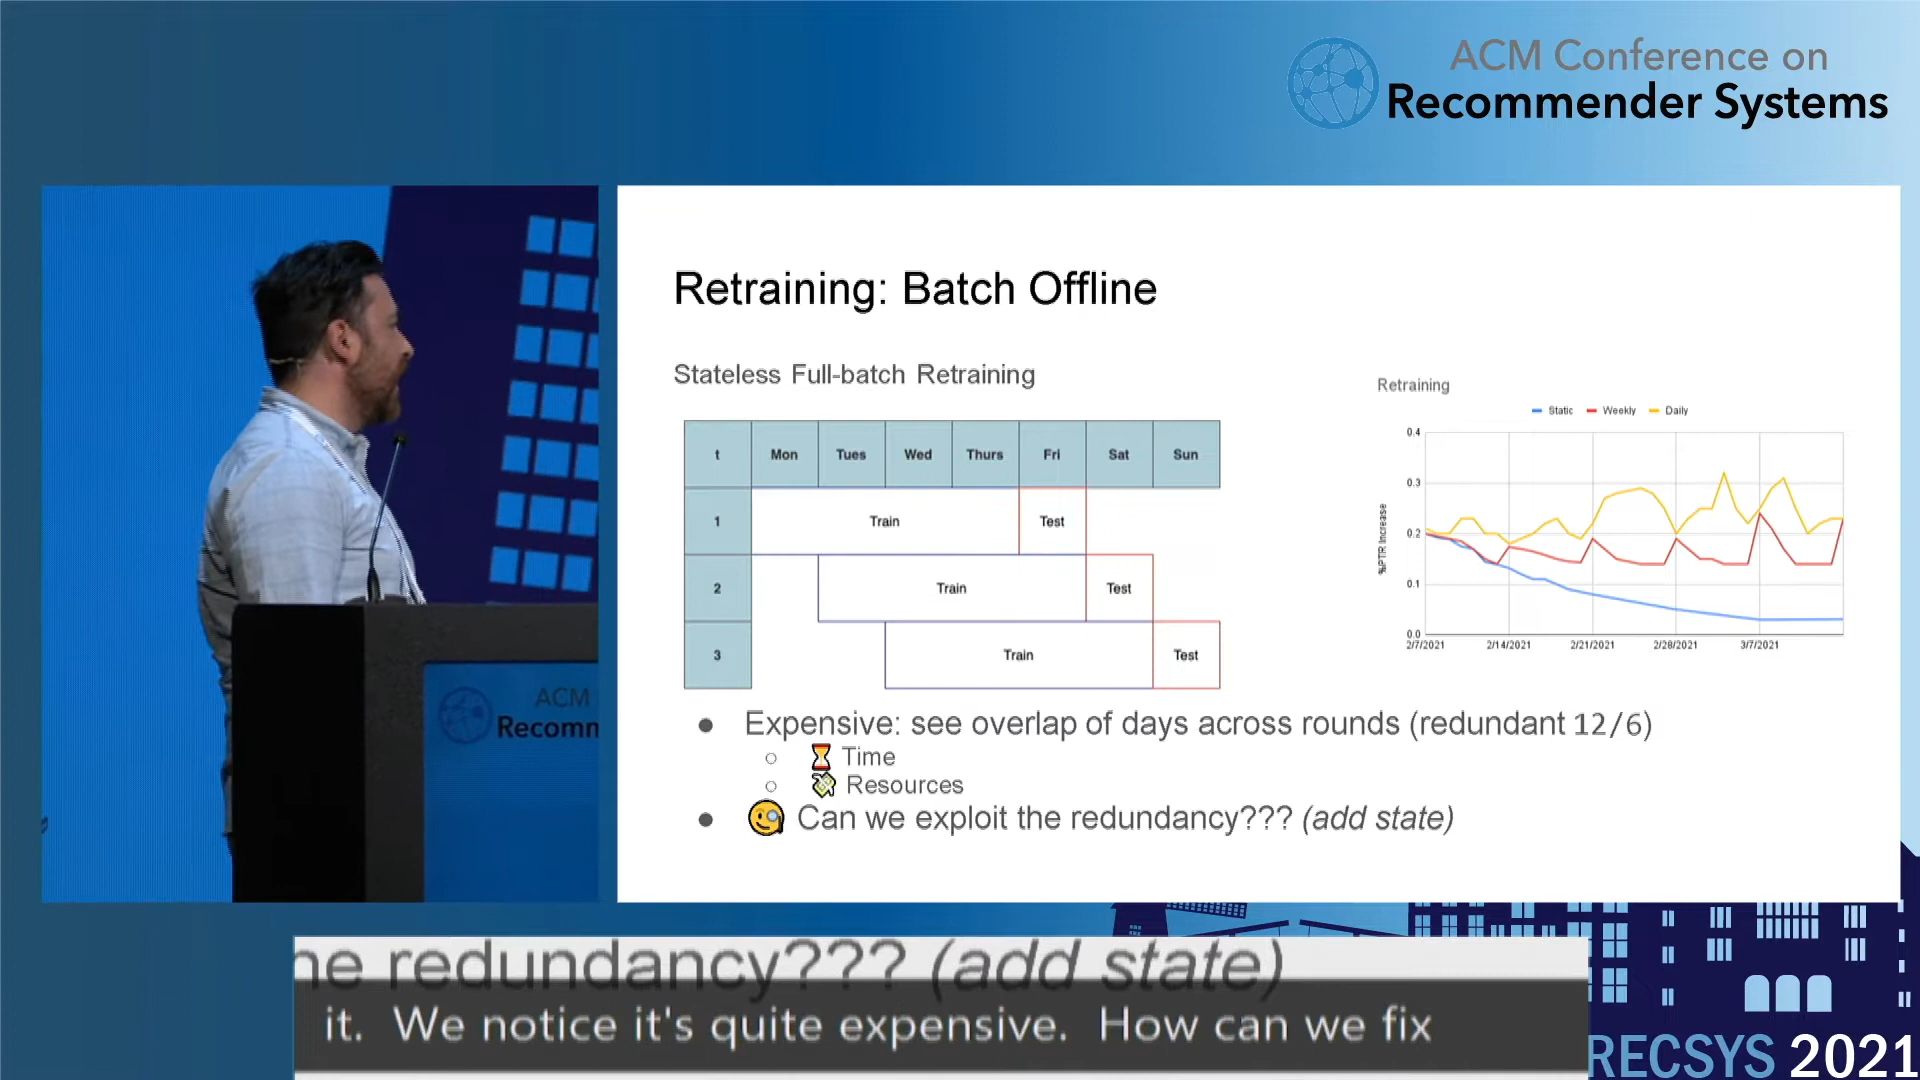 ACM Conference on
Recommender Systems
Retraining: Batch Offline
Stateless Full-batch Retraining
t Mon Tues Wed Thurs Fri Sat Sun
1 Train Test
2 Train Test
3 Train Test
Retraining
Static Weekly Daily
0.4
0.3
0.2
0.1
0.0
%PTR Increase
2/7/2021 2/14/2021 2/21/2021 2/28/2021 3/7/2021
Expensive: see overlap of days across rounds (redundant 12/6)
Time
Resources
Can we exploit the redundancy??? (add state)
ACM
Recomm
ne redundancy??? (add state)
it. We notice it's quite expensive. How can we fix
RECSYS 2021